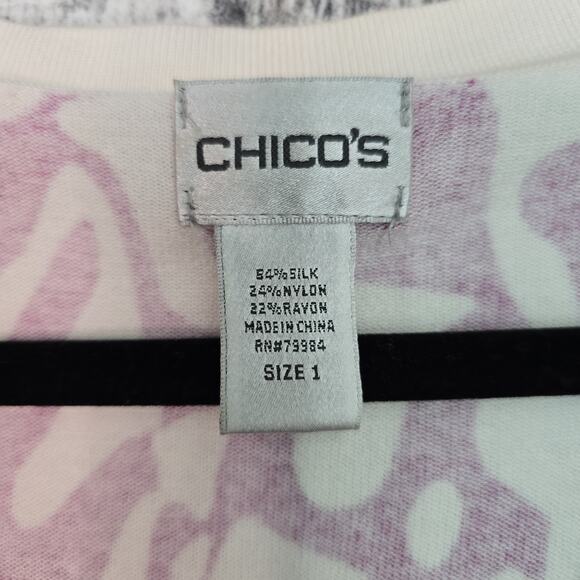 CHICO'S
54% SILK
24% NYLON
22% RAYON
MADE IN CHINA
RN#79984
SIZE 1